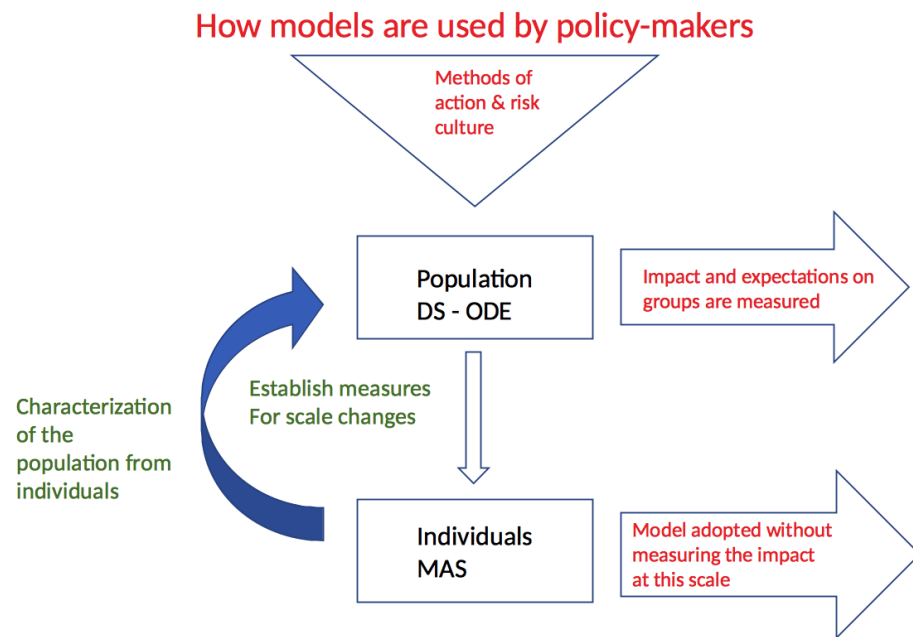 How models are used by policy-makers
Methods of
action & risk
culture
Population
DS - ODE
Impact and expectations on
groups are measured
Establish measures
For scale changes
Characterization
of the
population from
individuals
Individuals
MAS
Model adopted without
measuring the impact
at this scale